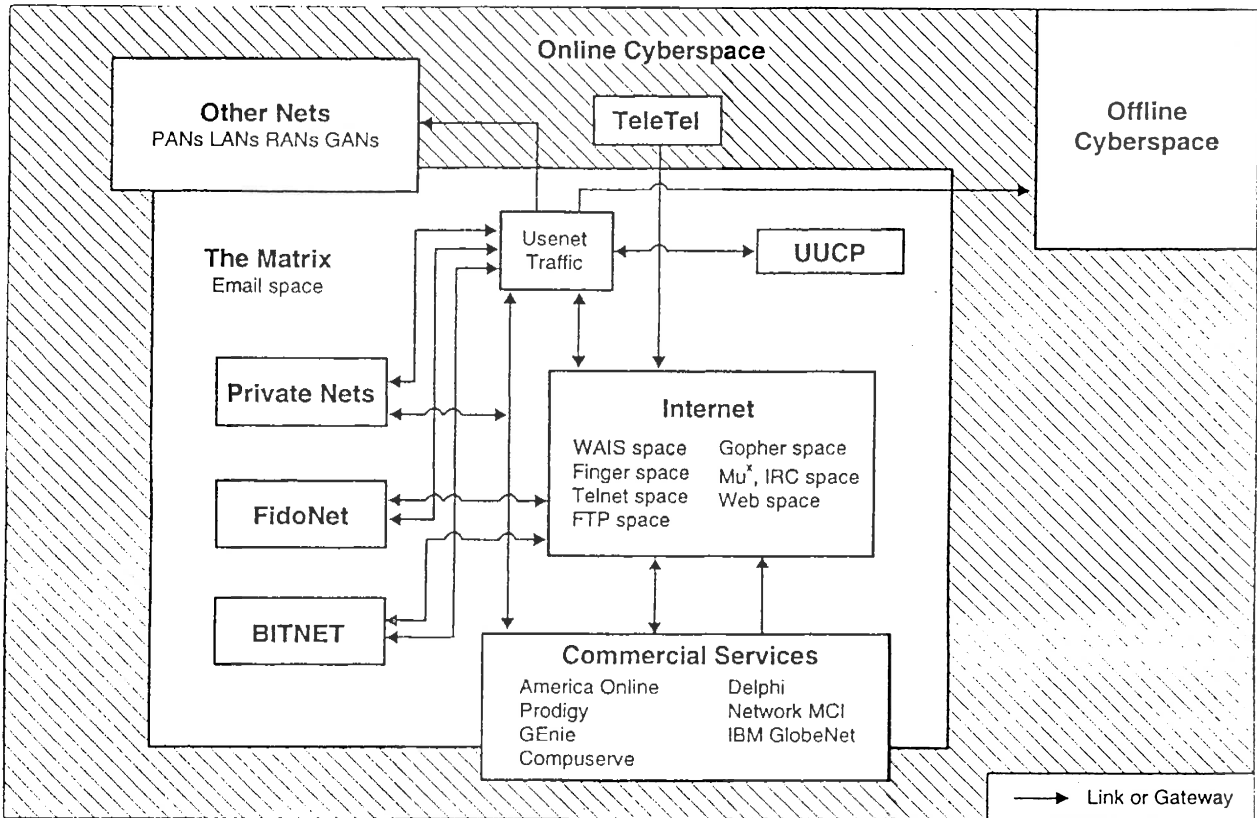 Online Cyberspace
Other Nets
PANs LANs RANs GANs
TeleTel
Offline
Cyberspace
Usenet
Traffic
UUCP
The Matrix
Email space
Private Nets
Internet
WAIS space
Gopher space
Finger space
Muˣ, IRC space
Telnet space
Web space
FTP space
FidoNet
BITNET
Commercial Services
America Online
Delphi
Prodigy
Network MCI
GEnie
IBM GlobeNet
Compuserve
Link or Gateway